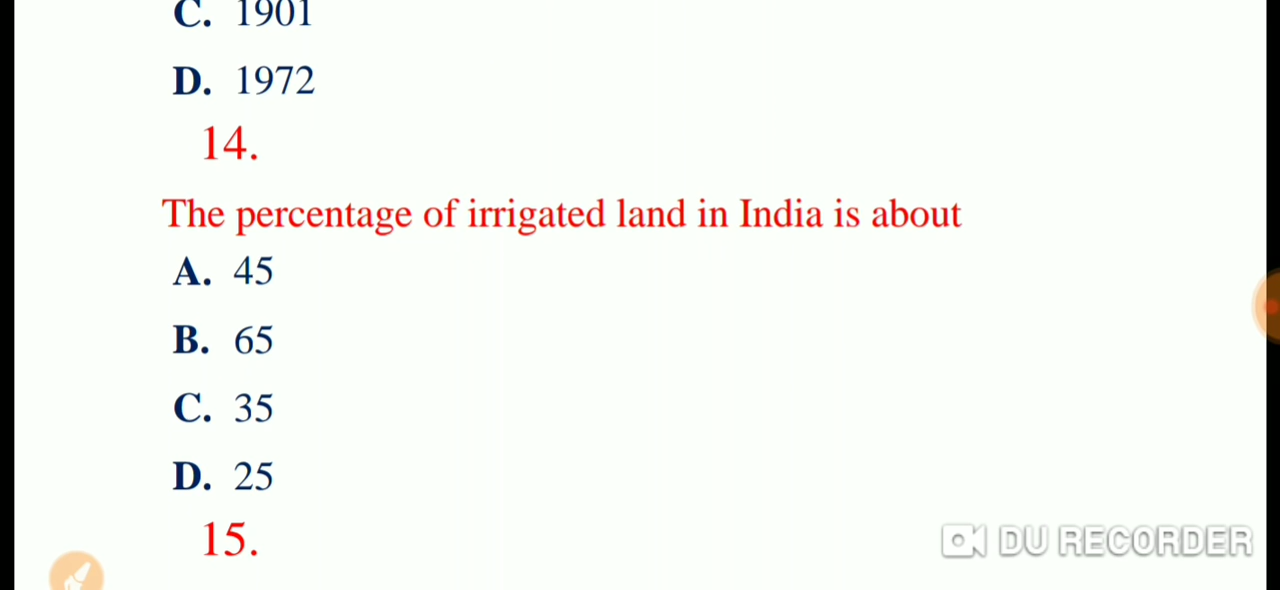 C. 1901
D. 1972
14.
The percentage of irrigated land in India is about
A. 45
B. 65
C. 35
D. 25
15.
DU RECORDER